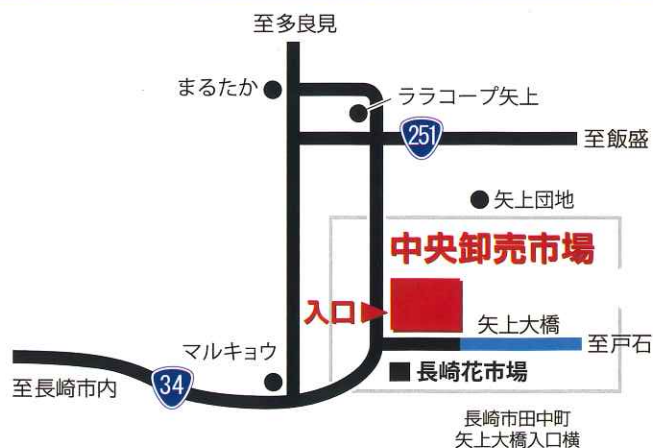 至多良見
まるたか
ララコープ矢上
251
至飯盛
矢上団地
中央卸売市場
入口
矢上大橋
至戸石
マルキョウ
長崎花市場
至長崎市内
34
長崎市田中町
矢上大橋入口横